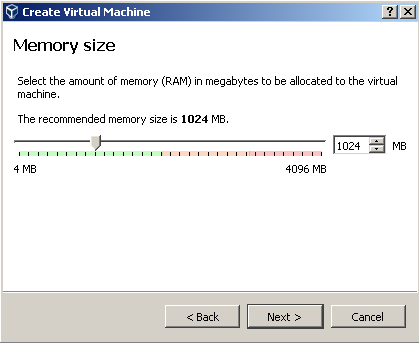 Create Virtual Machine
Memory size
Select the amount of memory (RAM) in megabytes to be allocated to the virtual
machine.
The recommended memory size is 1024 MB.
1024 MB
4 MB 4096 MB
< Back Next > Cancel